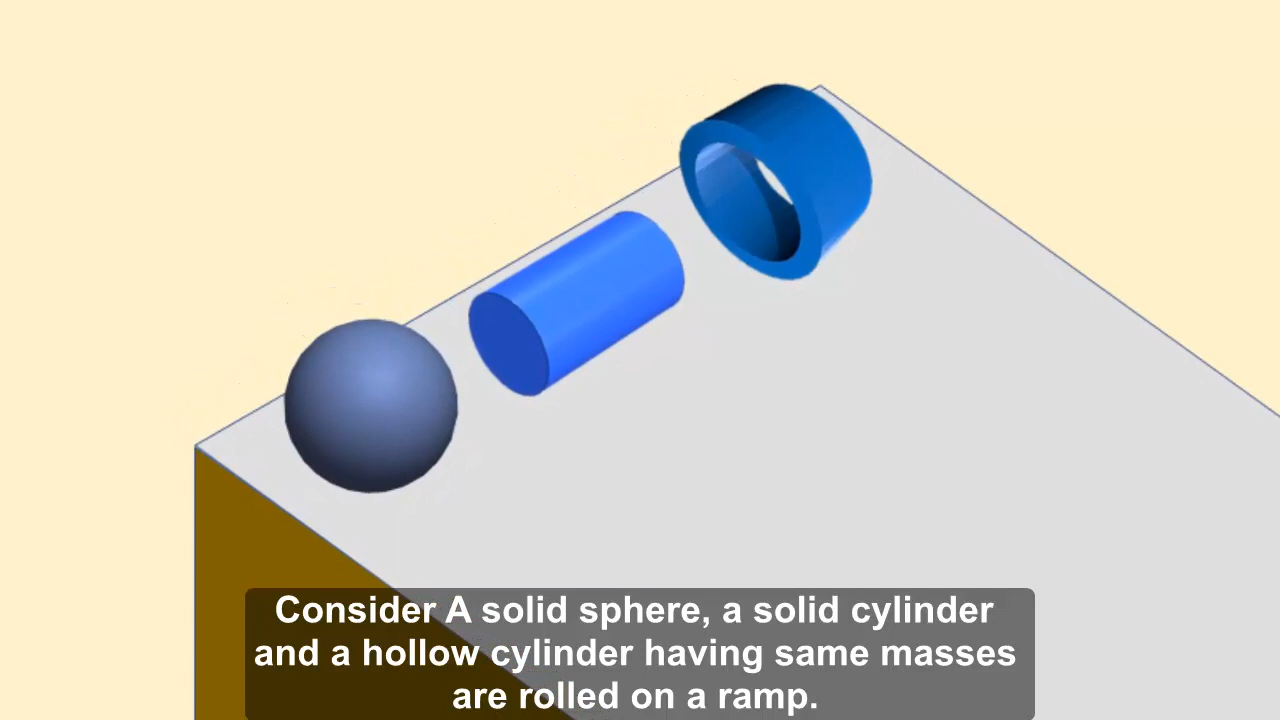 Consider A solid sphere, a solid cylinder
and a hollow cylinder having same masses
are rolled on a ramp.